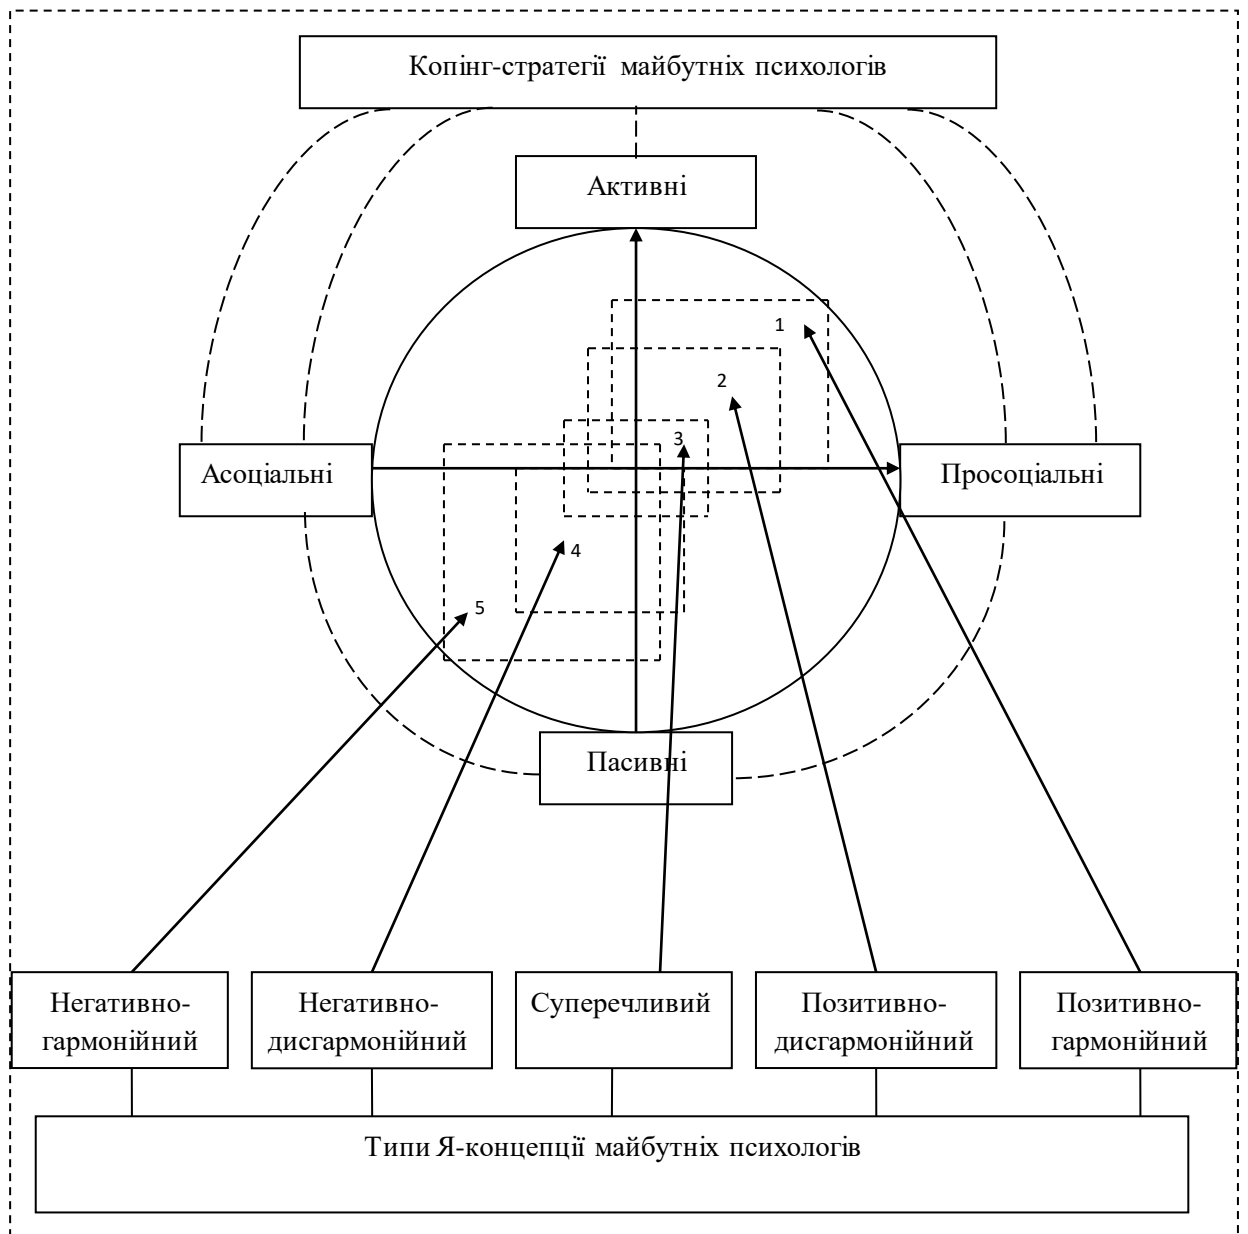 Копінг-стратегії майбутніх психологів
Активні
1
2
3
Асоціальні
Просоціальні
4
5
Пасивні
Негативно-
гармонійний
Негативно-
дисгармонійний
Суперечливий
Позитивно-
дисгармонійний
Позитивно-
гармонійний
Типи Я-концепції майбутніх психологів